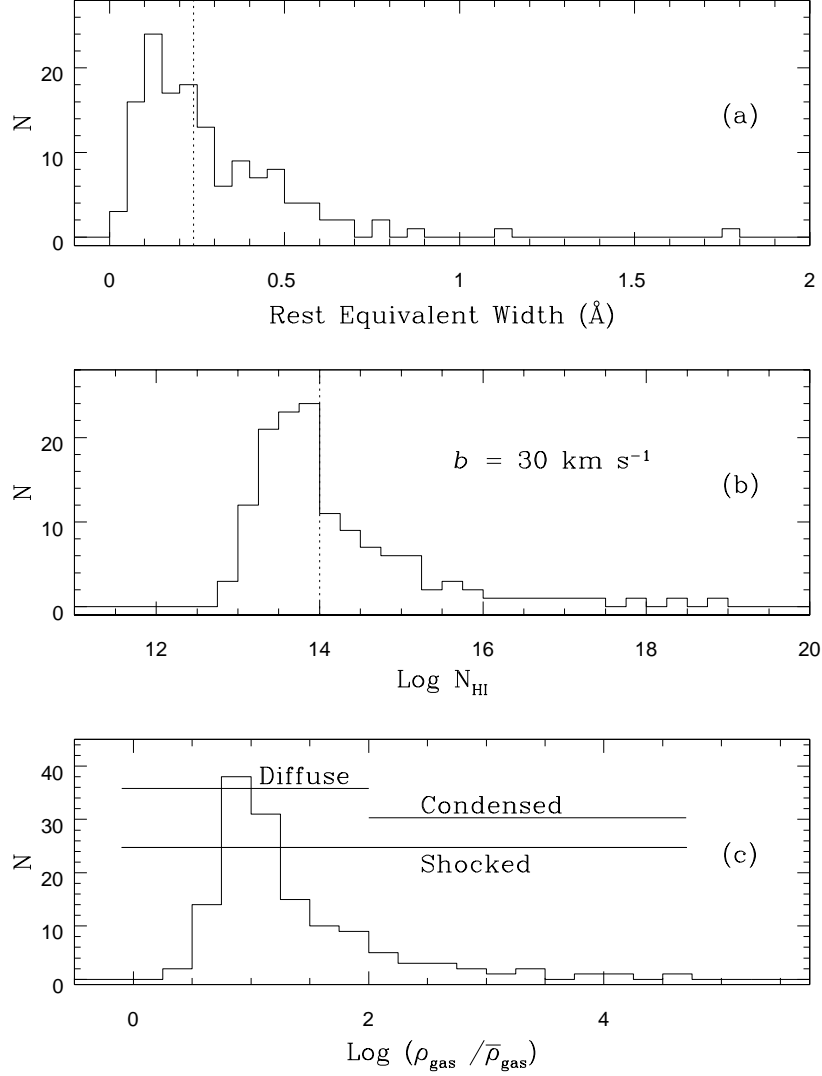 20
10
0
N
(a)
0 0.5 1 1.5 2
Rest Equivalent Width (Å)
20
10
0
N
b = 30 km s⁻¹
(b)
12 14 16 18 20
Log N_HI
40
30
20
10
0
N
Diffuse
Condensed
Shocked
(c)
0 2 4
Log (ρ_gas / ρ̅_gas)